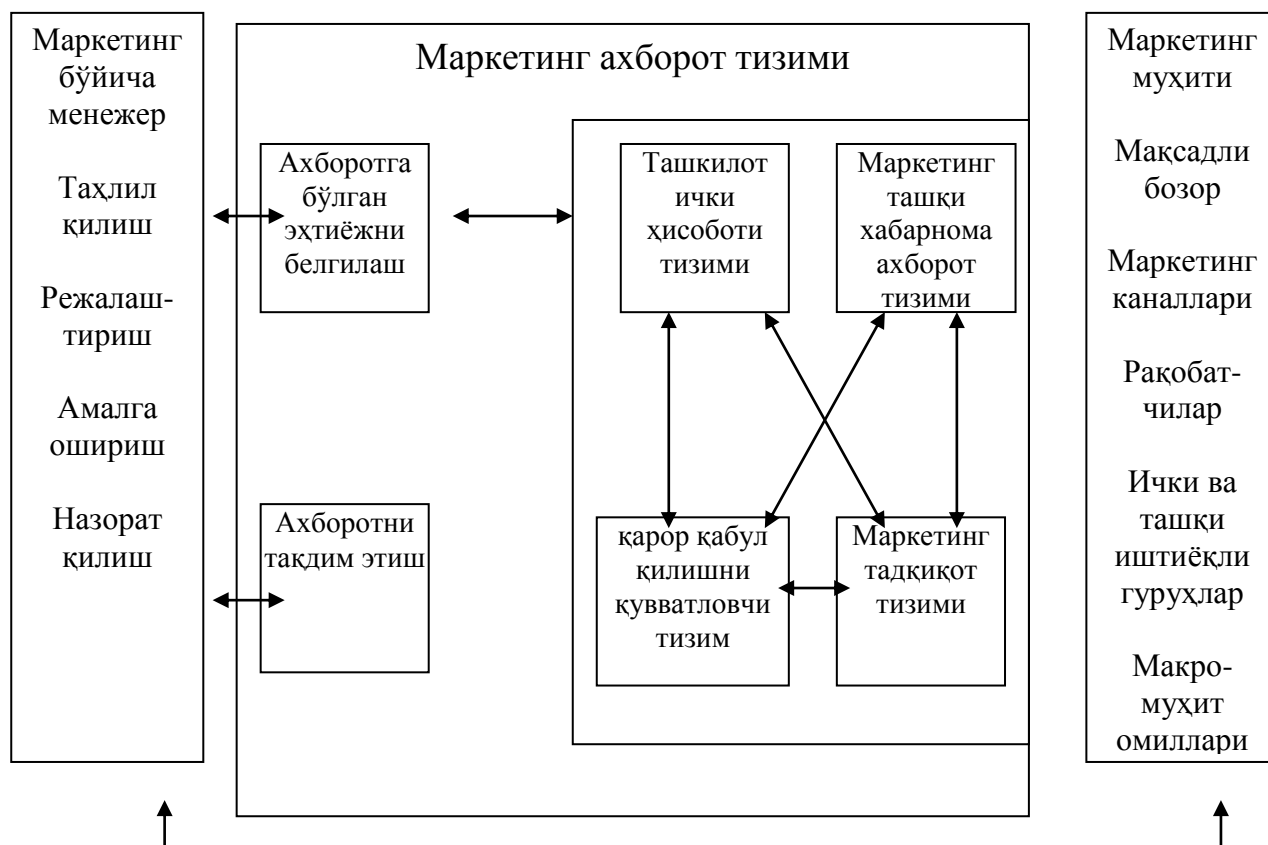 Маркетинг
бўйича
менежер
Таҳлил
қилиш
Режалаш-
тириш
Амалга
ошириш
Назорат
қилиш
Маркетинг ахборот тизими
Ахборотга
бўлган
эҳтиёжни
белгилаш
Ахборотни
тақдим этиш
Ташкилот
ички
ҳисоботи
тизими
Маркетинг
ташқи
хабарнома
ахборот
тизими
қарор қабул
қилишни
қувватловчи
тизим
Маркетинг
тадқиқот
тизими
Маркетинг
муҳити
Мақсадли
бозор
Маркетинг
каналлари
Рақобат-
чилар
Ички ва
ташқи
иштиёқли
гуруҳлар
Макро-
муҳит
омиллари